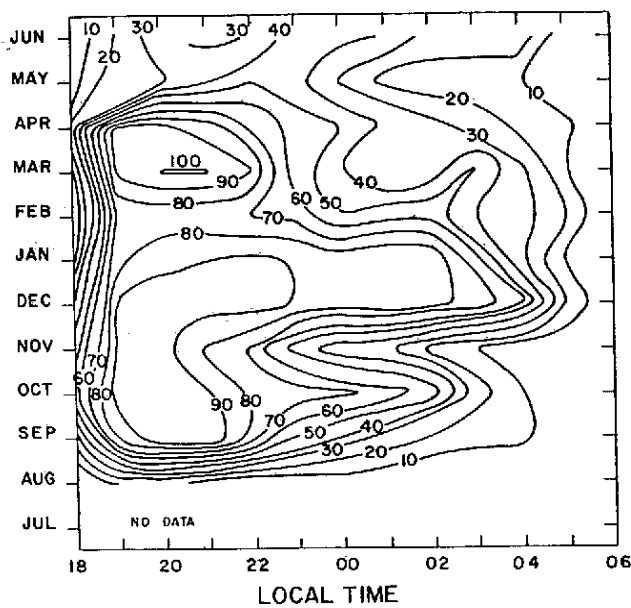 10 30 30 40
JUN
20
MAY
20 10
APR
30
100
MAR
90 40
80 60 50
FEB
70
80
JAN
DEC
NOV
70
60
OCT 80 90 80 60
70
SEP 50 40
30 20
10
AUG
JUL NO DATA
18 20 22 00 02 04 06
LOCAL TIME